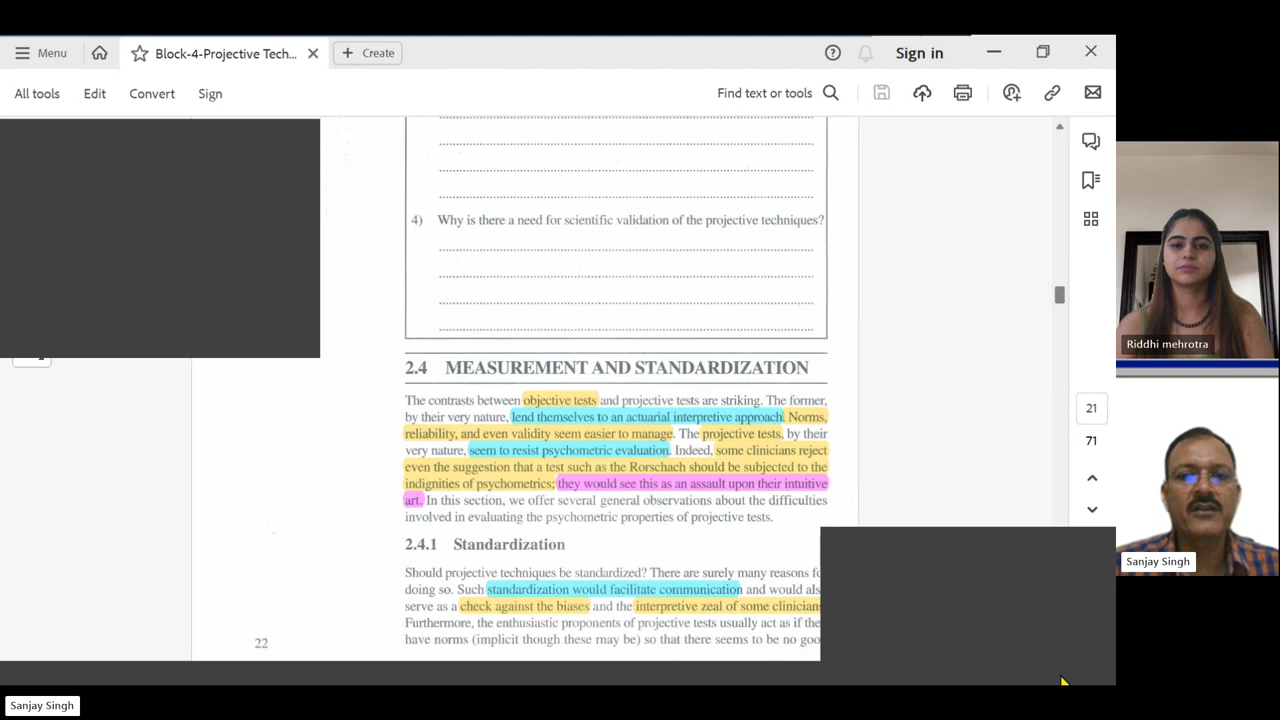 Menu
Block-4-Projective Tech...
Create
Sign in
All tools
Edit
Convert
Sign
Find text or tools
4) Why is there a need for scientific validation of the projective techniques?
2.4 MEASUREMENT AND STANDARDIZATION
The contrasts between objective tests and projective tests are striking. The former,
by their very nature, lend themselves to an actuarial interpretive approach. Norms,
reliability, and even validity seem easier to manage. The projective tests, by their
very nature, seem to resist psychometric evaluation. Indeed, some clinicians reject
even the suggestion that a test such as the Rorschach should be subjected to the
indignities of psychometrics; they would see this as an assault upon their intuitive
art. In this section, we offer several general observations about the difficulties
involved in evaluating the psychometric properties of projective tests.
2.4.1 Standardization
Should projective techniques be standardized? There are surely many reasons
doing so. Such standardization would facilitate communication and would
serve as a check against the biases and the interpretive zeal of some
Furthermore, the enthusiastic proponents of projective tests usually act as if
have norms (implicit though these may be) so that there seems to be no
22
21
71
Riddhi mehrotra
Sanjay Singh
Sanjay Singh